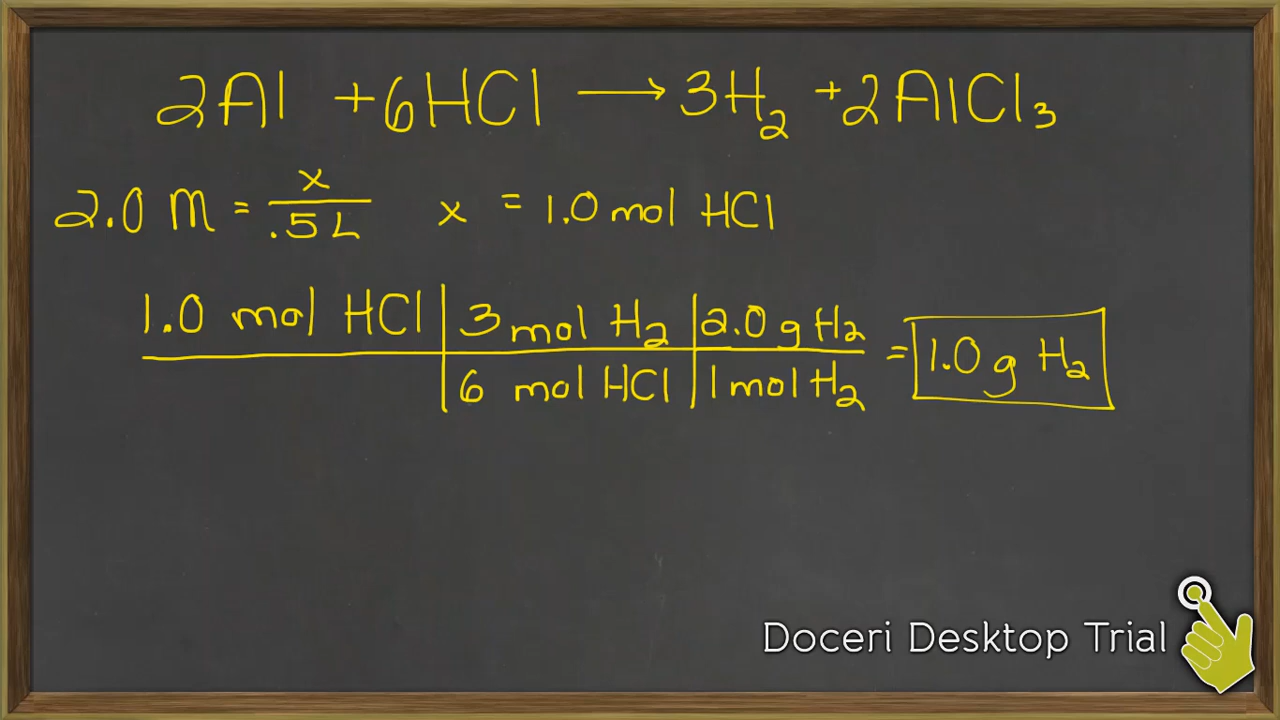 2Al + 6HCl → 3H₂ + 2AlCl₃
2.0 M = x / .5 L x = 1.0 mol HCl
1.0 mol HCl | 3 mol H₂ | 2.0 g H₂ = 1.0 g H₂
6 mol HCl | 1 mol H₂
Doceri Desktop Trial